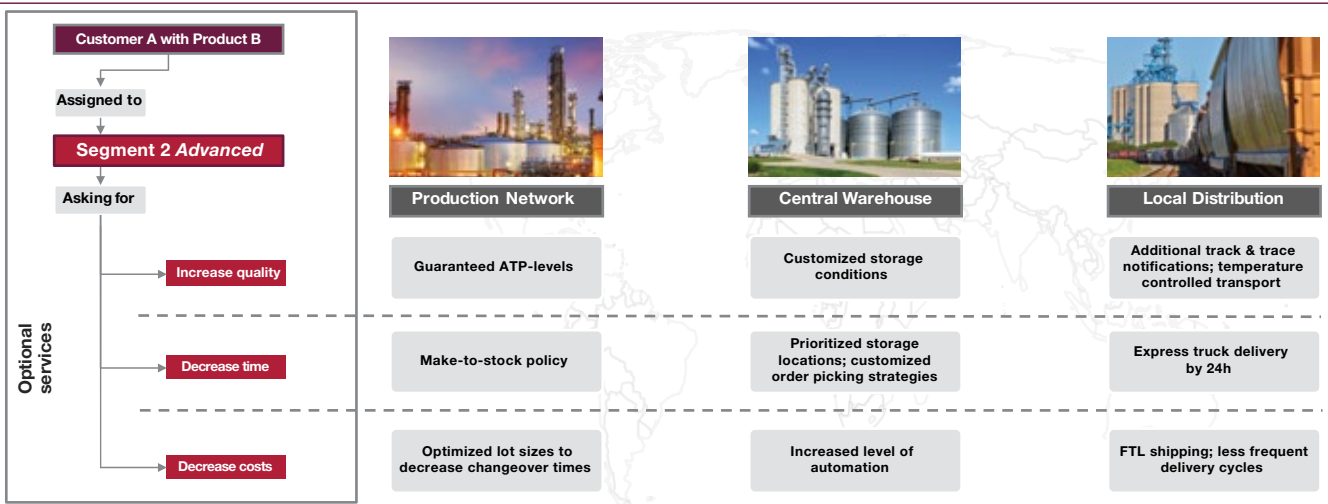 Customer A with Product B
Assigned to
Segment 2 Advanced
Asking for
Optional
services
Increase quality
Decrease time
Decrease costs
Production Network
Central Warehouse
Local Distribution
Guaranteed ATP-levels
Customized storage
conditions
Additional track & trace
notifications; temperature
controlled transport
Make-to-stock policy
Prioritized storage
locations; customized
order picking strategies
Express truck delivery
by 24h
Optimized lot sizes to
decrease changeover times
Increased level of
automation
FTL shipping; less frequent
delivery cycles